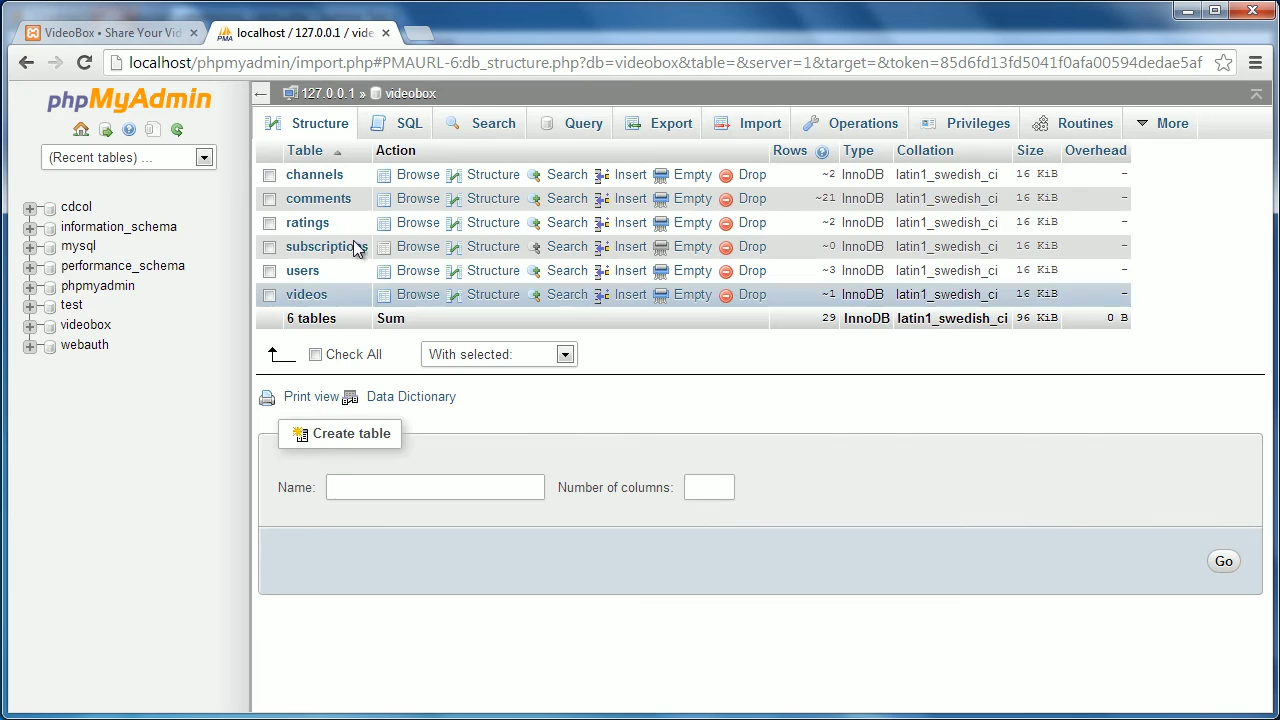 VideoBox • Share Your Vid
localhost / 127.0.0.1 / vide
localhost/phpmyadmin/import.php#PMAURL-6:db_structure.php?db=videobox&table=&server=1&target=&token=85d6fd13fd5041f0afa00594dedae5af
phpMyAdmin
(Recent tables) ...
cdcol
information_schema
mysql
performance_schema
phpmyadmin
test
videobox
webauth
127.0.0.1 » videobox
Structure SQL Search Query Export Import Operations Privileges Routines More
Table Action Rows Type Collation Size Overhead
channels Browse Structure Search Insert Empty Drop ~2 InnoDB latin1_swedish_ci 16 KiB -
comments Browse Structure Search Insert Empty Drop ~21 InnoDB latin1_swedish_ci 16 KiB -
ratings Browse Structure Search Insert Empty Drop ~2 InnoDB latin1_swedish_ci 16 KiB -
subscriptions Browse Structure Search Insert Empty Drop ~0 InnoDB latin1_swedish_ci 16 KiB -
users Browse Structure Search Insert Empty Drop ~3 InnoDB latin1_swedish_ci 16 KiB -
videos Browse Structure Search Insert Empty Drop ~1 InnoDB latin1_swedish_ci 16 KiB -
6 tables Sum 29 InnoDB latin1_swedish_ci 96 KiB 0 B
Check All With selected:
Print view Data Dictionary
Create table
Name: Number of columns:
Go